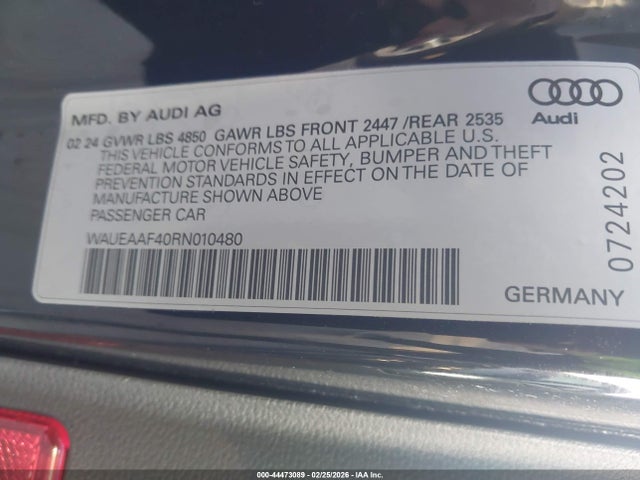 MFD. BY AUDI AG
02 24 GVWR LBS 4850 GAWR LBS FRONT 2447 /REAR 2535
THIS VEHICLE CONFORMS TO ALL APPLICABLE U.S.
FEDERAL MOTOR VEHICLE SAFETY, BUMPER AND THEFT
PREVENTION STANDARDS IN EFFECT ON THE DATE OF
MANUFACTURE SHOWN ABOVE
PASSENGER CAR
WAUEAAF40RN010480
Audi
0724202
GERMANY
000-44473089 - 02/25/2026 - IAA Inc.